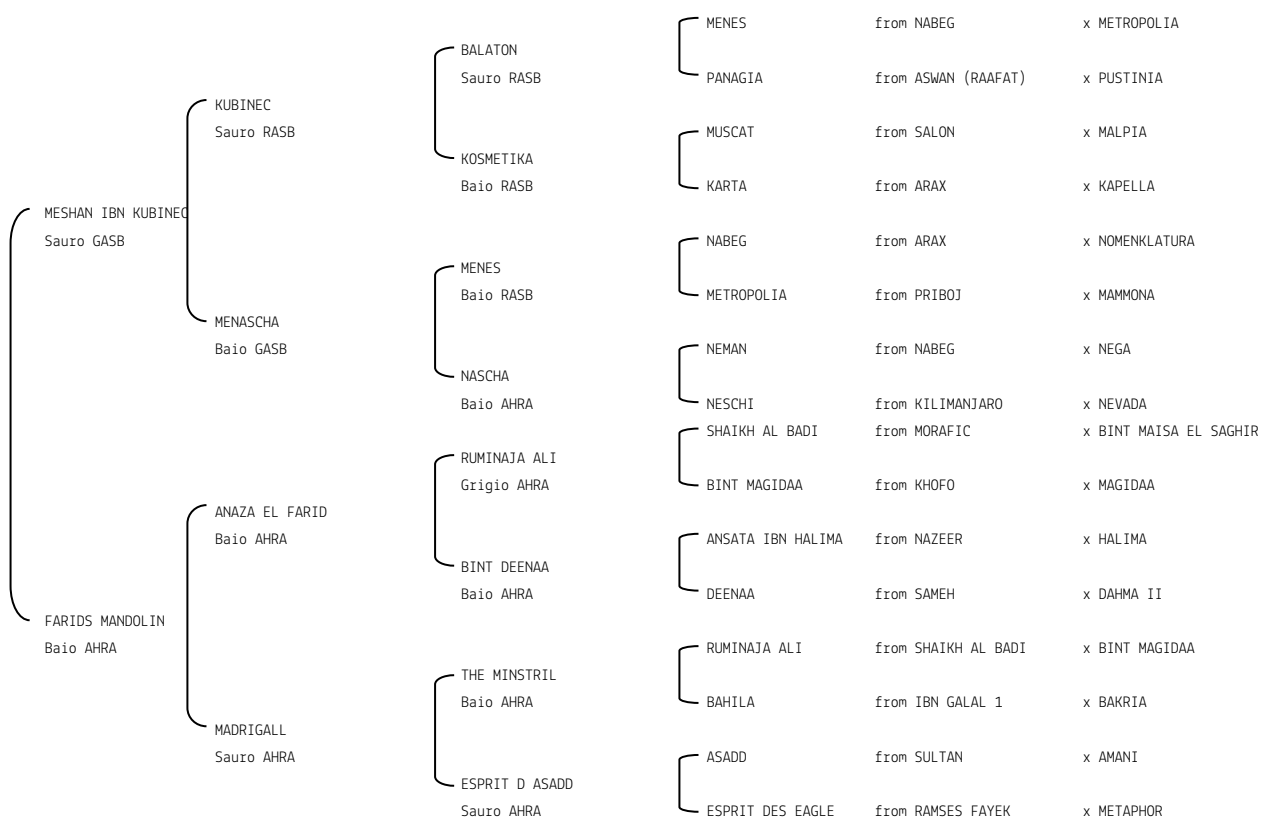 MENES from NABEG x METROPOLIA
BALATON
Sauro RASB PANAGIA from ASWAN (RAAFAT) x PUSTINIA
KUBINEC
Sauro RASB MUSCAT from SALON x MALPIA
KOSMETIKA
Baio RASB KARTA from ARAX x KAPELLA
MESHAN IBN KUBINEC
Sauro GASB NABEG from ARAX x NOMENKLATURA
MENES
Baio RASB METROPOLIA from PRIBOJ x MAMMONA
MENASCHA
Baio GASB NEMAN from NABEG x NEGA
NASCHA
Baio AHRA NESCHI from KILIMANJARO x NEVADA
SHAIKH AL BADI from MORAFIC x BINT MAISA EL SAGHIR
RUMINAJA ALI
Grigio AHRA BINT MAGIDAA from KHOFO x MAGIDAA
ANAZA EL FARID
Baio AHRA ANSATA IBN HALIMA from NAZEER x HALIMA
BINT DEENAA
Baio AHRA DEENAA from SAMEH x DAHMA II
FARIDS MANDOLIN
Baio AHRA RUMINAJA ALI from SHAIKH AL BADI x BINT MAGIDAA
THE MINSTRIL
Baio AHRA BAHILA from IBN GALAL 1 x BAKRIA
MADRIGALL
Sauro AHRA ASADD from SULTAN x AMANI
ESPRIT D ASADD
Sauro AHRA ESPRIT DES EAGLE from RAMSES FAYEK x METAPHOR